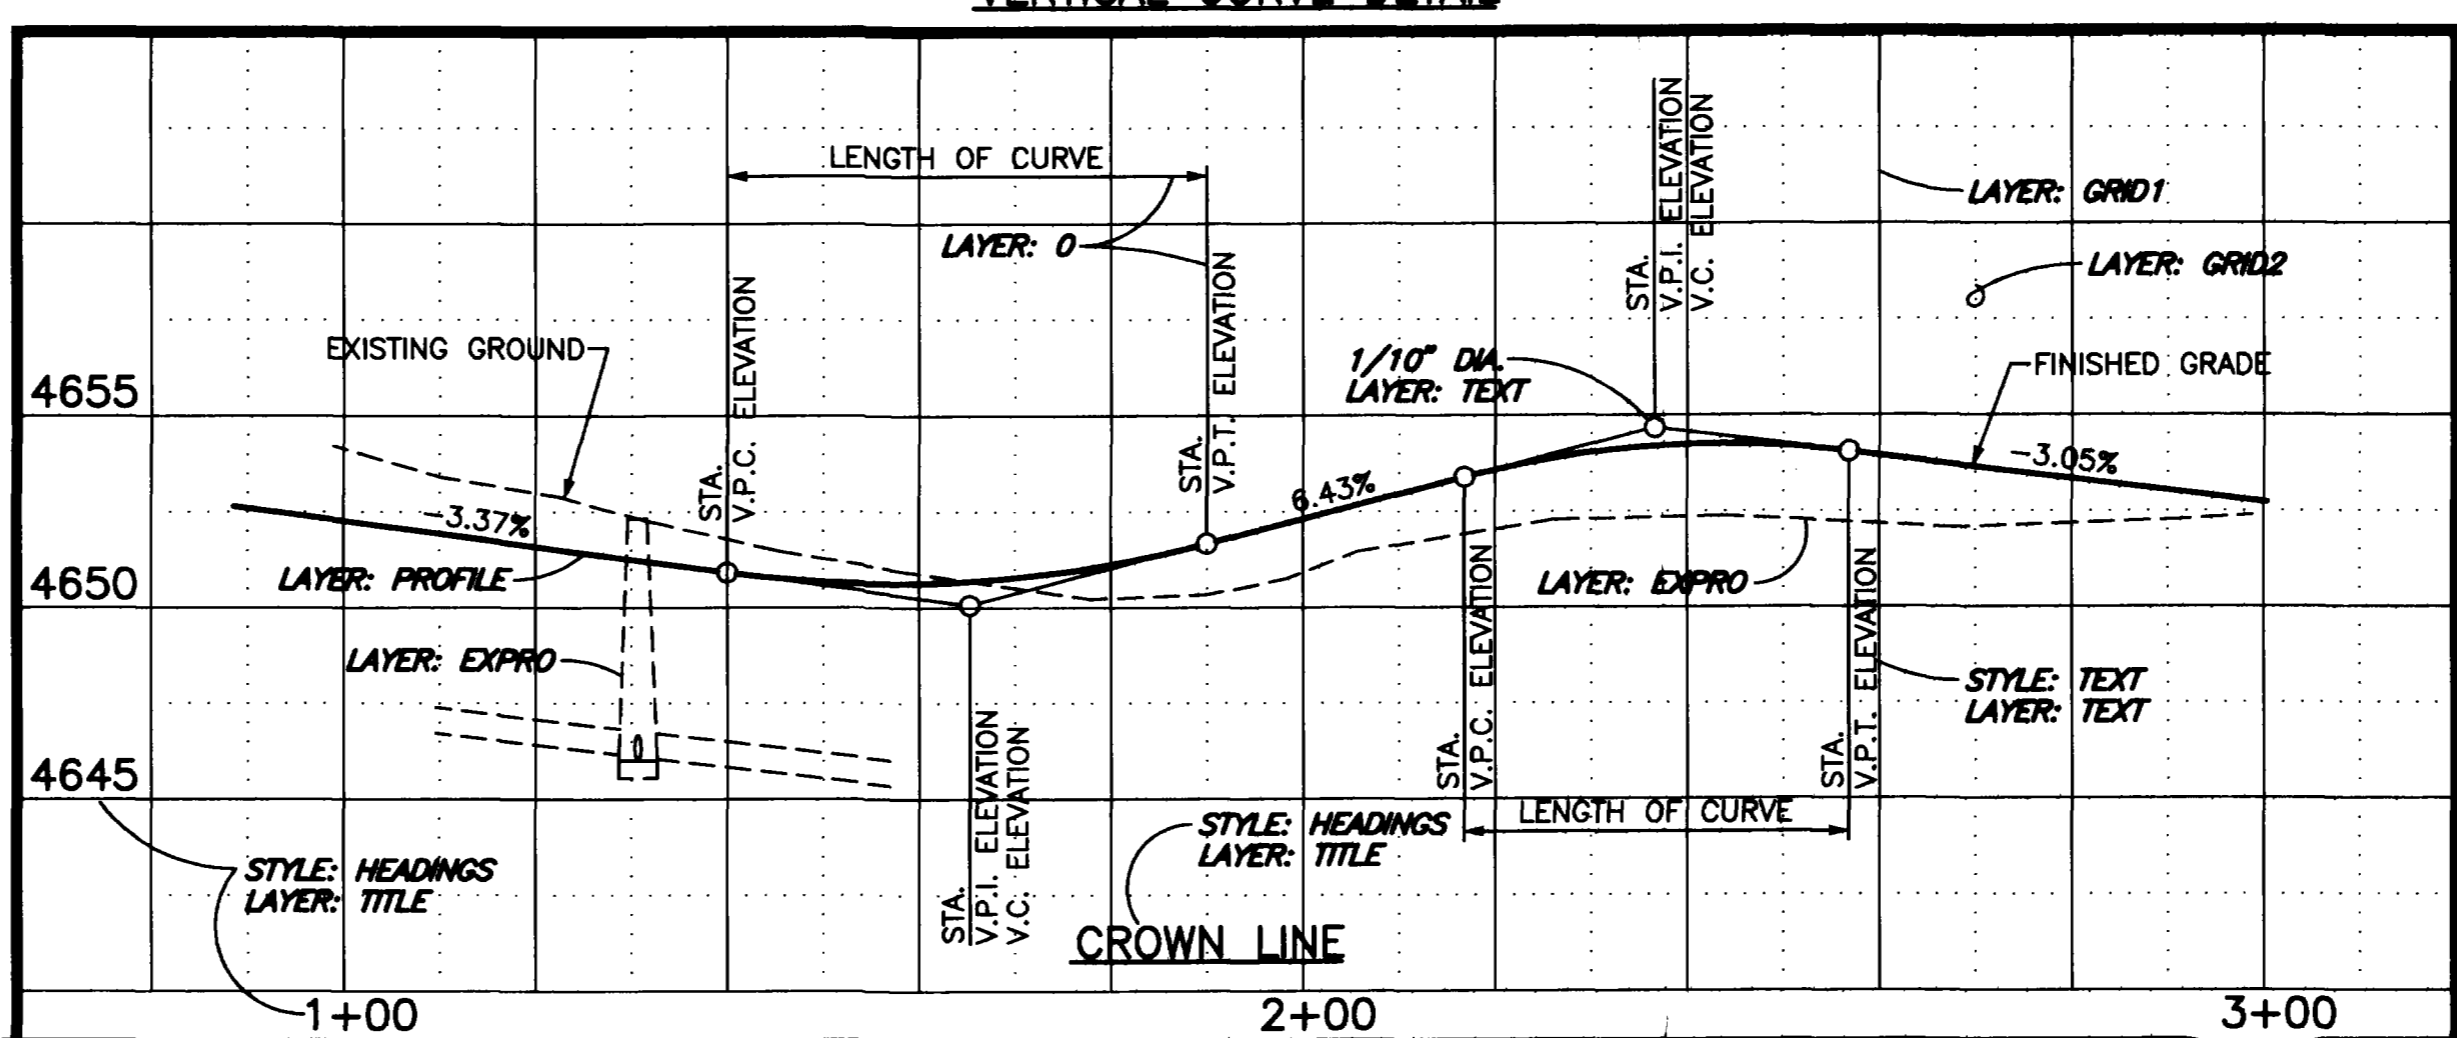 VERTICAL CURVE DETAIL
LENGTH OF CURVE
STA.
V.P.I. ELEVATION
V.C. ELEVATION
LAYER: GRID1
LAYER: 0
LAYER: GRID2
EXISTING GROUND
STA.
V.P.C. ELEVATION
STA.
V.P.T. ELEVATION
1/10" DIA.
LAYER: TEXT
FINISHED GRADE
4655
-3.37%
6.43%
-3.05%
4650
LAYER: PROFILE
LAYER: EXPRO
LAYER: EXPRO
STA.
V.P.I. ELEVATION
V.C. ELEVATION
STA.
V.P.C. ELEVATION
STA.
V.P.T. ELEVATION
STYLE: TEXT
LAYER: TEXT
4645
LENGTH OF CURVE
STYLE: HEADINGS
LAYER: TITLE
STYLE: HEADINGS
LAYER: TITLE
CROWN LINE
1+00
2+00
3+00